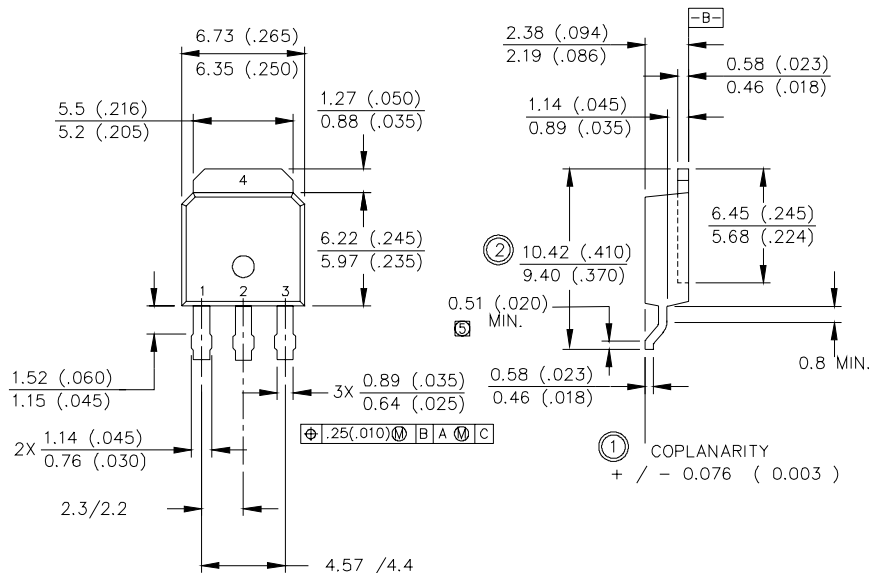 6.73 (.265)
6.35 (.250)
5.5 (.216)
5.2 (.205)
1.27 (.050)
0.88 (.035)
4
6.22 (.245)
5.97 (.235)
1 2 3
1.52 (.060)
1.15 (.045)
3X 0.89 (.035)
0.64 (.025)
⌖ .25(.010) Ⓜ B A Ⓜ C
2X 1.14 (.045)
0.76 (.030)
2.3/2.2
4.57 /4.4
-B-
2.38 (.094)
2.19 (.086)
0.58 (.023)
0.46 (.018)
1.14 (.045)
0.89 (.035)
6.45 (.245)
5.68 (.224)
2 10.42 (.410)
9.40 (.370)
0.51 (.020)
5 MIN.
0.8 MIN.
0.58 (.023)
0.46 (.018)
1 COPLANARITY
+ / - 0.076 ( 0.003 )